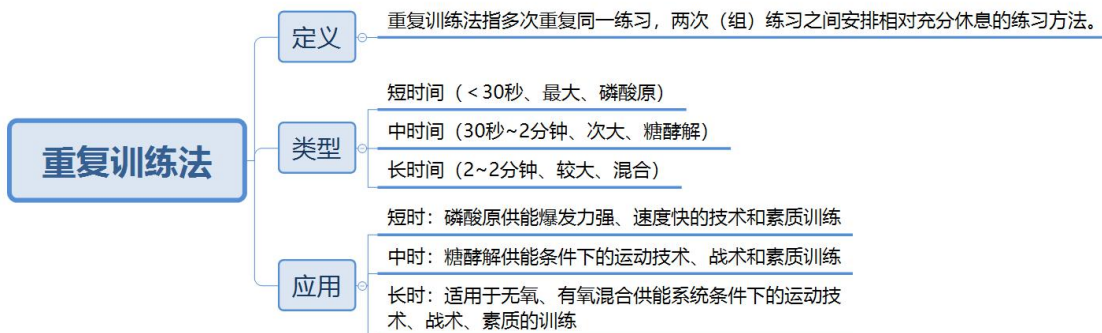 重复训练法
定义
重复训练法指多次重复同一练习，两次（组）练习之间安排相对充分休息的练习方法。
类型
短时间（＜30秒、最大、磷酸原）
中时间（30秒~2分钟、次大、糖酵解）
长时间（2~2分钟、较大、混合）
应用
短时：磷酸原供能爆发力强、速度快的技术和素质训练
中时：糖酵解供能条件下的运动技术、战术和素质训练
长时：适用于无氧、有氧混合供能系统条件下的运动技
术、战术、素质的训练